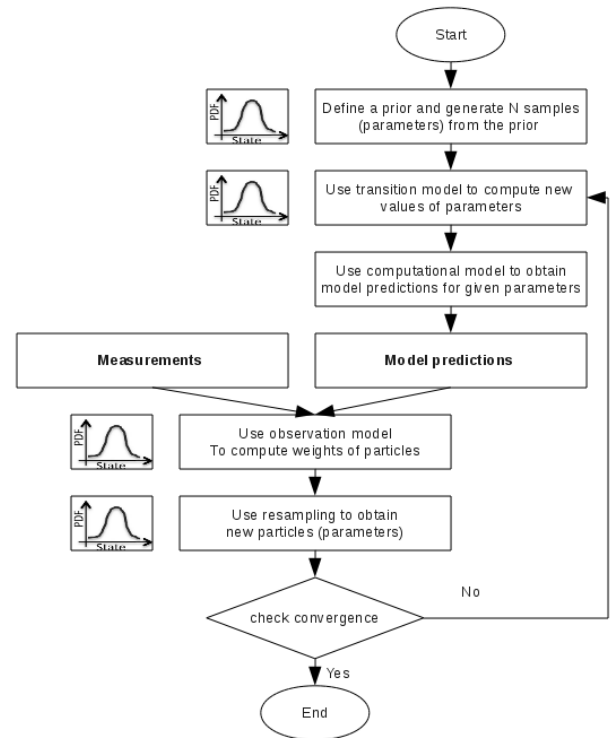 Start
PDF
State
Define a prior and generate N samples
(parameters) from the prior
PDF
State
Use transition model to compute new
values of parameters
Use computational model to obtain
model predictions for given parameters
Measurements
Model predictions
PDF
State
Use observation model
To compute weights of particles
PDF
State
Use resampling to obtain
new particles (parameters)
No
check convergence
Yes
End